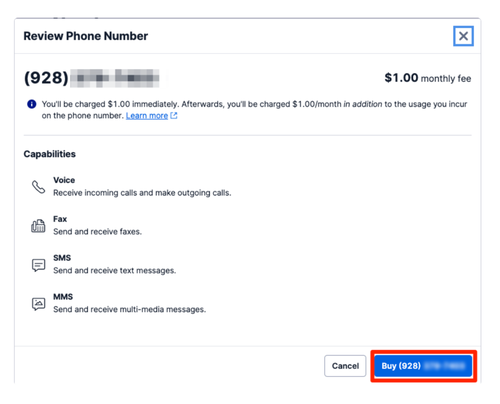 Review Phone Number
(928)
$1.00 monthly fee
You'll be charged $1.00 immediately. Afterwards, you'll be charged $1.00/month in addition to the usage you incur
on the phone number. Learn more
Capabilities
Voice
Receive incoming calls and make outgoing calls.
Fax
Send and receive faxes.
SMS
Send and receive text messages.
MMS
Send and receive multi-media messages.
Cancel
Buy (928)